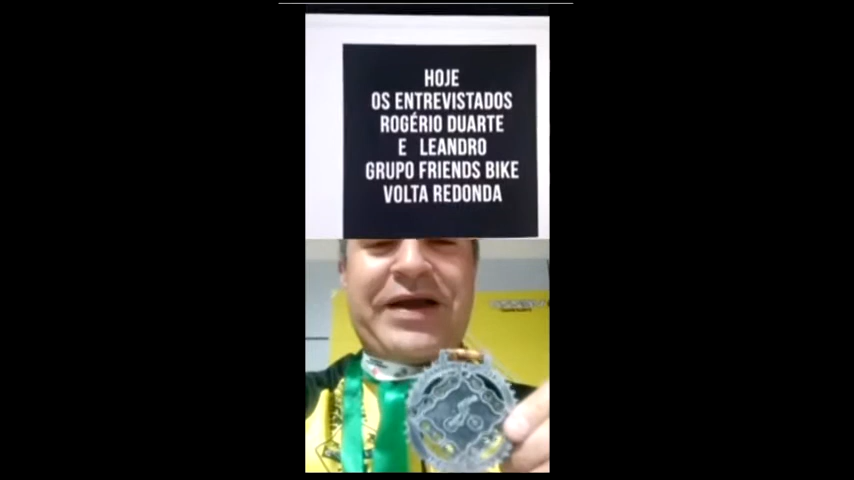 HOJE
OS ENTREVISTADOS
ROGÉRIO DUARTE
E LEANDRO
GRUPO FRIENDS BIKE
VOLTA REDONDA